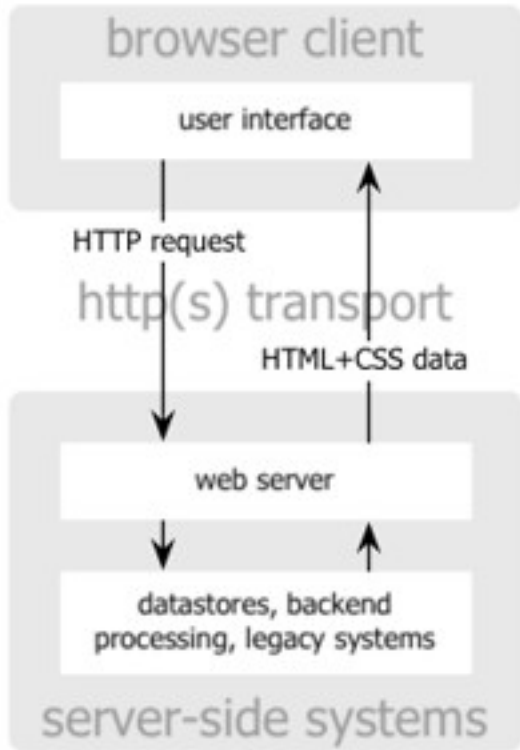 browser client
user interface
HTTP request
http(s) transport
HTML+CSS data
web server
datastores, backend
processing, legacy systems
server-side systems